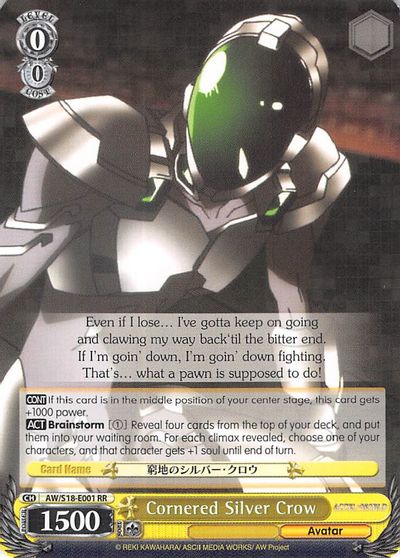 LEVEL
0
0
COST
Even if I lose... I've gotta keep on going
and clawing my way back'til the bitter end.
If I'm goin' down, I'm goin' down fighting.
That's... what a pawn is supposed to do!
CONT If this card is in the middle position of your center stage, this card gets
+1000 power.
ACT Brainstorm [①] Reveal four cards from the top of your deck, and put
them into your waiting room. For each climax revealed, choose one of your
characters, and that character gets +1 soul until end of turn.
Card Name 窮地のシルバー・クロウ
CH AW/S18-E001 RR
POWER 1500 SOUL
Cornered Silver Crow
Avatar
© REKI KAWAHARA/ ASCII MEDIA WORKS/ AW Project